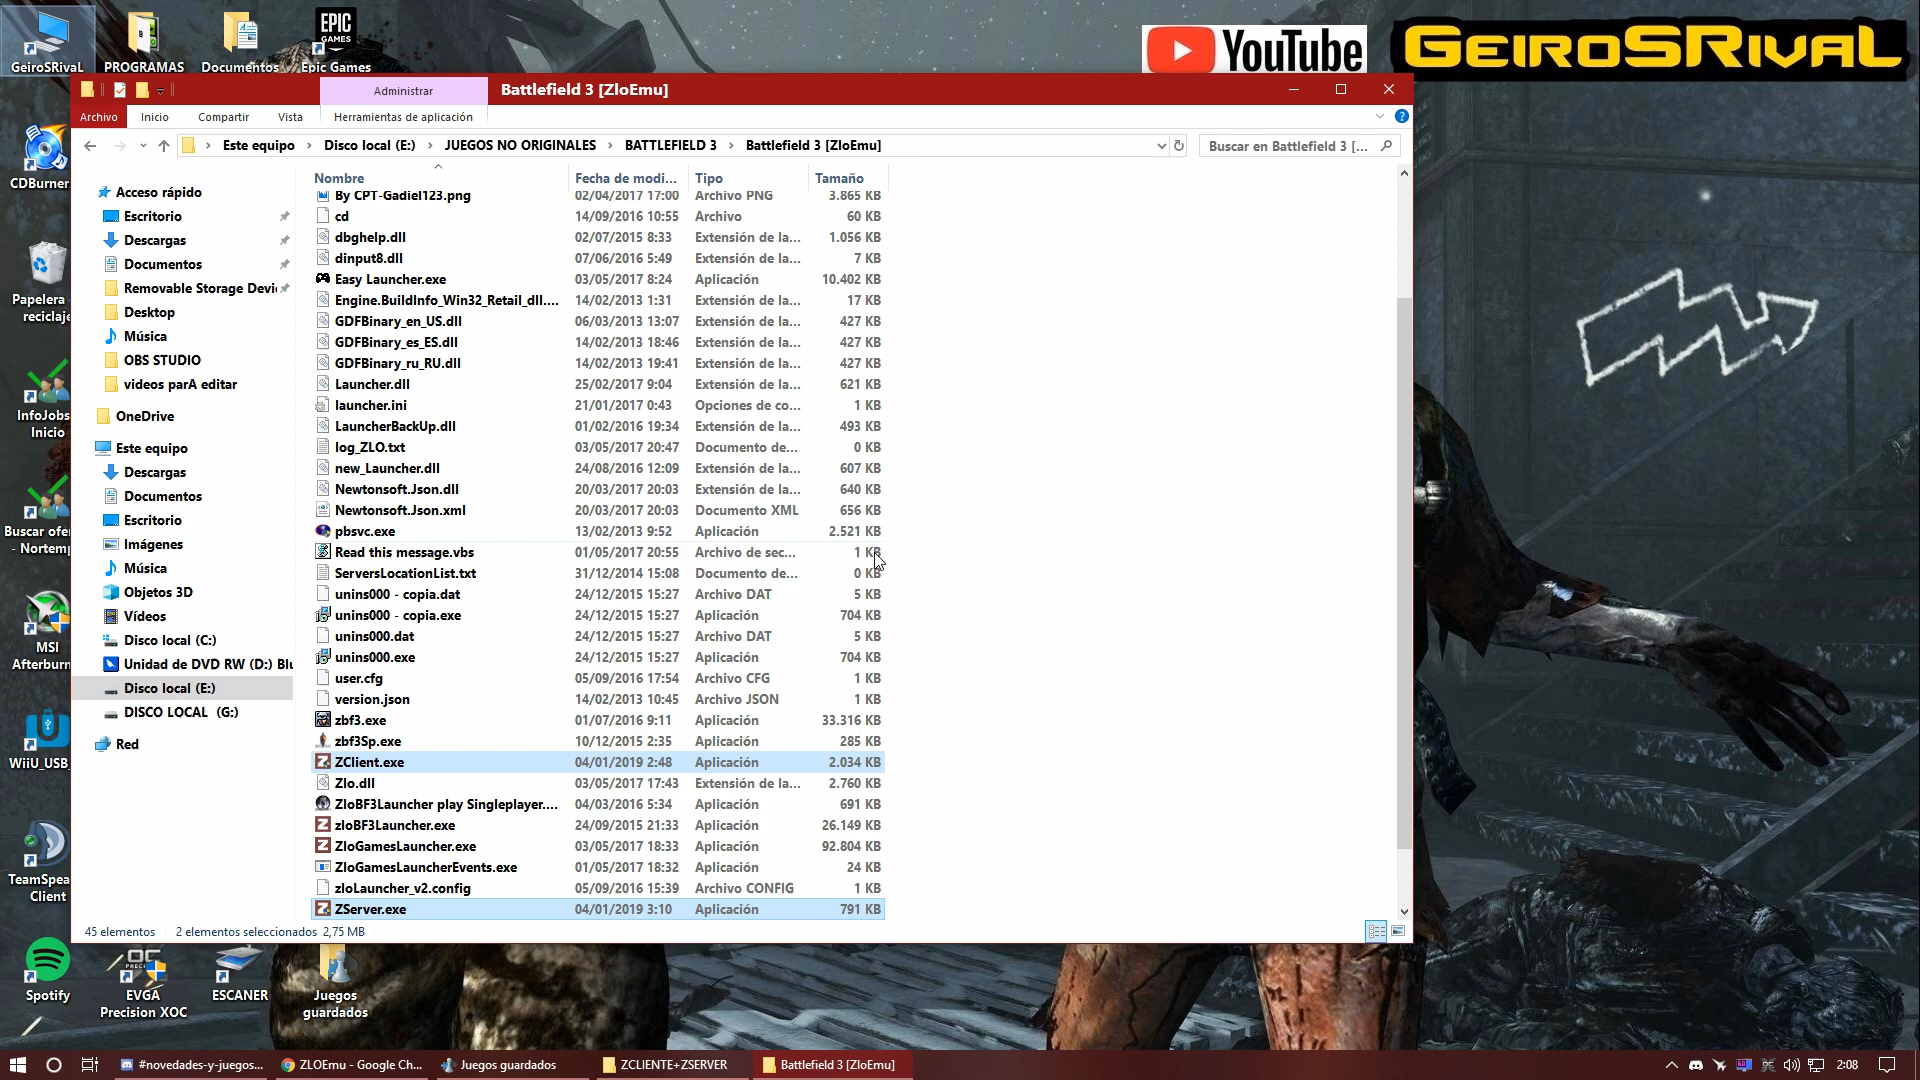 GeiroSRivaL
PROGRAMAS
Documentos
EPIC GAMES
Epic Games
YouTube
GEIROSRIVAL
Administrar
Battlefield 3 [ZloEmu]
Archivo
Inicio
Compartir
Vista
Herramientas de aplicación
Este equipo
Disco local (E:)
JUEGOS NO ORIGINALES
BATTLEFIELD 3
Battlefield 3 [ZloEmu]
Buscar en Battlefield 3 [...
Nombre
Fecha de modi...
Tipo
Tamaño
By CPT-Gadiel123.png 02/04/2017 17:00 Archivo PNG 3.865 KB
cd 14/09/2016 10:55 Archivo 60 KB
dbghelp.dll 02/07/2015 8:33 Extensión de la... 1.056 KB
dinput8.dll 07/06/2016 5:49 Extensión de la... 7 KB
Easy Launcher.exe 03/05/2017 8:24 Aplicación 10.402 KB
Engine.BuildInfo_Win32_Retail_dll.... 14/02/2013 1:31 Extensión de la... 17 KB
GDFBinary_en_US.dll 06/03/2013 13:07 Extensión de la... 427 KB
GDFBinary_es_ES.dll 14/02/2013 18:46 Extensión de la... 427 KB
GDFBinary_ru_RU.dll 14/02/2013 19:41 Extensión de la... 427 KB
Launcher.dll 25/02/2017 9:04 Extensión de la... 621 KB
launcher.ini 21/01/2017 0:43 Opciones de co... 1 KB
LauncherBackUp.dll 01/02/2016 19:34 Extensión de la... 493 KB
log_ZLO.txt 03/05/2017 20:47 Documento de... 0 KB
new_Launcher.dll 24/08/2016 12:09 Extensión de la... 607 KB
Newtonsoft.Json.dll 20/03/2017 20:03 Extensión de la... 640 KB
Newtonsoft.Json.xml 20/03/2017 20:03 Documento XML 656 KB
pbsvc.exe 13/02/2013 9:52 Aplicación 2.521 KB
Read this message.vbs 01/05/2017 20:55 Archivo de sec... 1 KB
ServersLocationList.txt 31/12/2014 15:08 Documento de... 0 KB
unins000 - copia.dat 24/12/2015 15:27 Archivo DAT 5 KB
unins000 - copia.exe 24/12/2015 15:27 Aplicación 704 KB
unins000.dat 24/12/2015 15:27 Archivo DAT 5 KB
unins000.exe 24/12/2015 15:27 Aplicación 704 KB
user.cfg 05/09/2016 17:54 Archivo CFG 1 KB
version.json 14/02/2013 10:45 Archivo JSON 1 KB
zbf3.exe 01/07/2016 9:11 Aplicación 33.316 KB
zbf3Sp.exe 10/12/2015 2:35 Aplicación 285 KB
ZClient.exe 04/01/2019 2:48 Aplicación 2.034 KB
Zlo.dll 03/05/2017 17:43 Extensión de la... 2.760 KB
ZloBF3Launcher play Singleplayer.... 04/03/2016 5:34 Aplicación 691 KB
zloBF3Launcher.exe 24/09/2015 21:33 Aplicación 26.149 KB
ZloGamesLauncher.exe 03/05/2017 18:33 Aplicación 92.804 KB
ZloGamesLauncherEvents.exe 01/05/2017 18:32 Aplicación 24 KB
zloLauncher_v2.config 05/09/2016 15:39 Archivo CONFIG 1 KB
ZServer.exe 04/01/2019 3:10 Aplicación 791 KB
Acceso rápido
Escritorio
Descargas
Documentos
Removable Storage Devi
Desktop
Música
OBS STUDIO
videos parA editar
OneDrive
Este equipo
Descargas
Documentos
Escritorio
Imágenes
Música
Objetos 3D
Vídeos
Disco local (C:)
Unidad de DVD RW (D:) Blu
Disco local (E:)
DISCO LOCAL (G:)
Red
45 elementos
2 elementos seleccionados 2,75 MB
CDBurner
Papelera
reciclaje
InfoJobs
Inicio
Buscar ofe
- Nortemp
MSI
Afterburn
WiiU_USB_
TeamSpea
Client
Spotify
EVGA
Precision XOC
ESCANER
Juegos
guardados
#novedades-y-juegos...
ZLOEmu - Google Ch...
Juegos guardados
ZCLIENTE+ZSERVER
Battlefield 3 [ZloEmu]
2:08